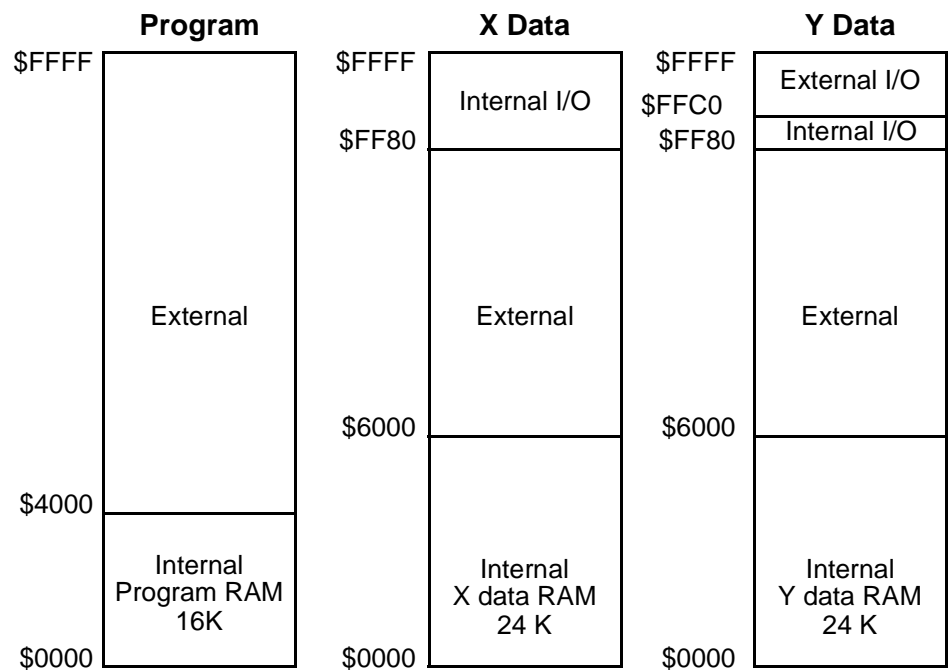 Program
$FFFF
External
$4000
Internal
Program RAM
16K
$0000
X Data
$FFFF
Internal I/O
$FF80
External
$6000
Internal
X data RAM
24 K
$0000
Y Data
$FFFF
External I/O
$FFC0
Internal I/O
$FF80
External
$6000
Internal
Y data RAM
24 K
$0000